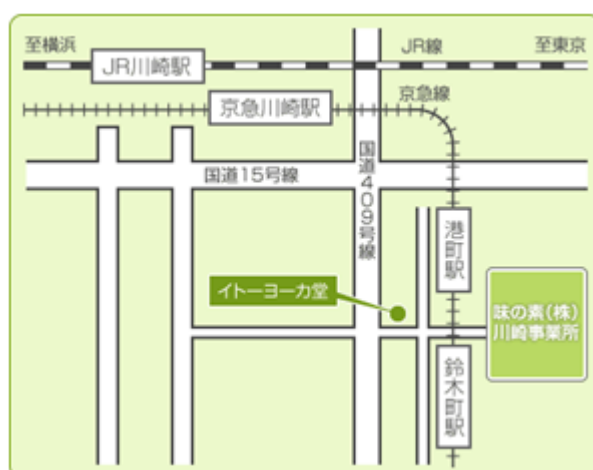 至横浜
JR線
至東京
JR川崎駅
京急川崎駅
京急線
国道15号線
国道409号線
港町駅
イトーヨーカ堂
味の素(株)
川崎事業所
鈴木町駅